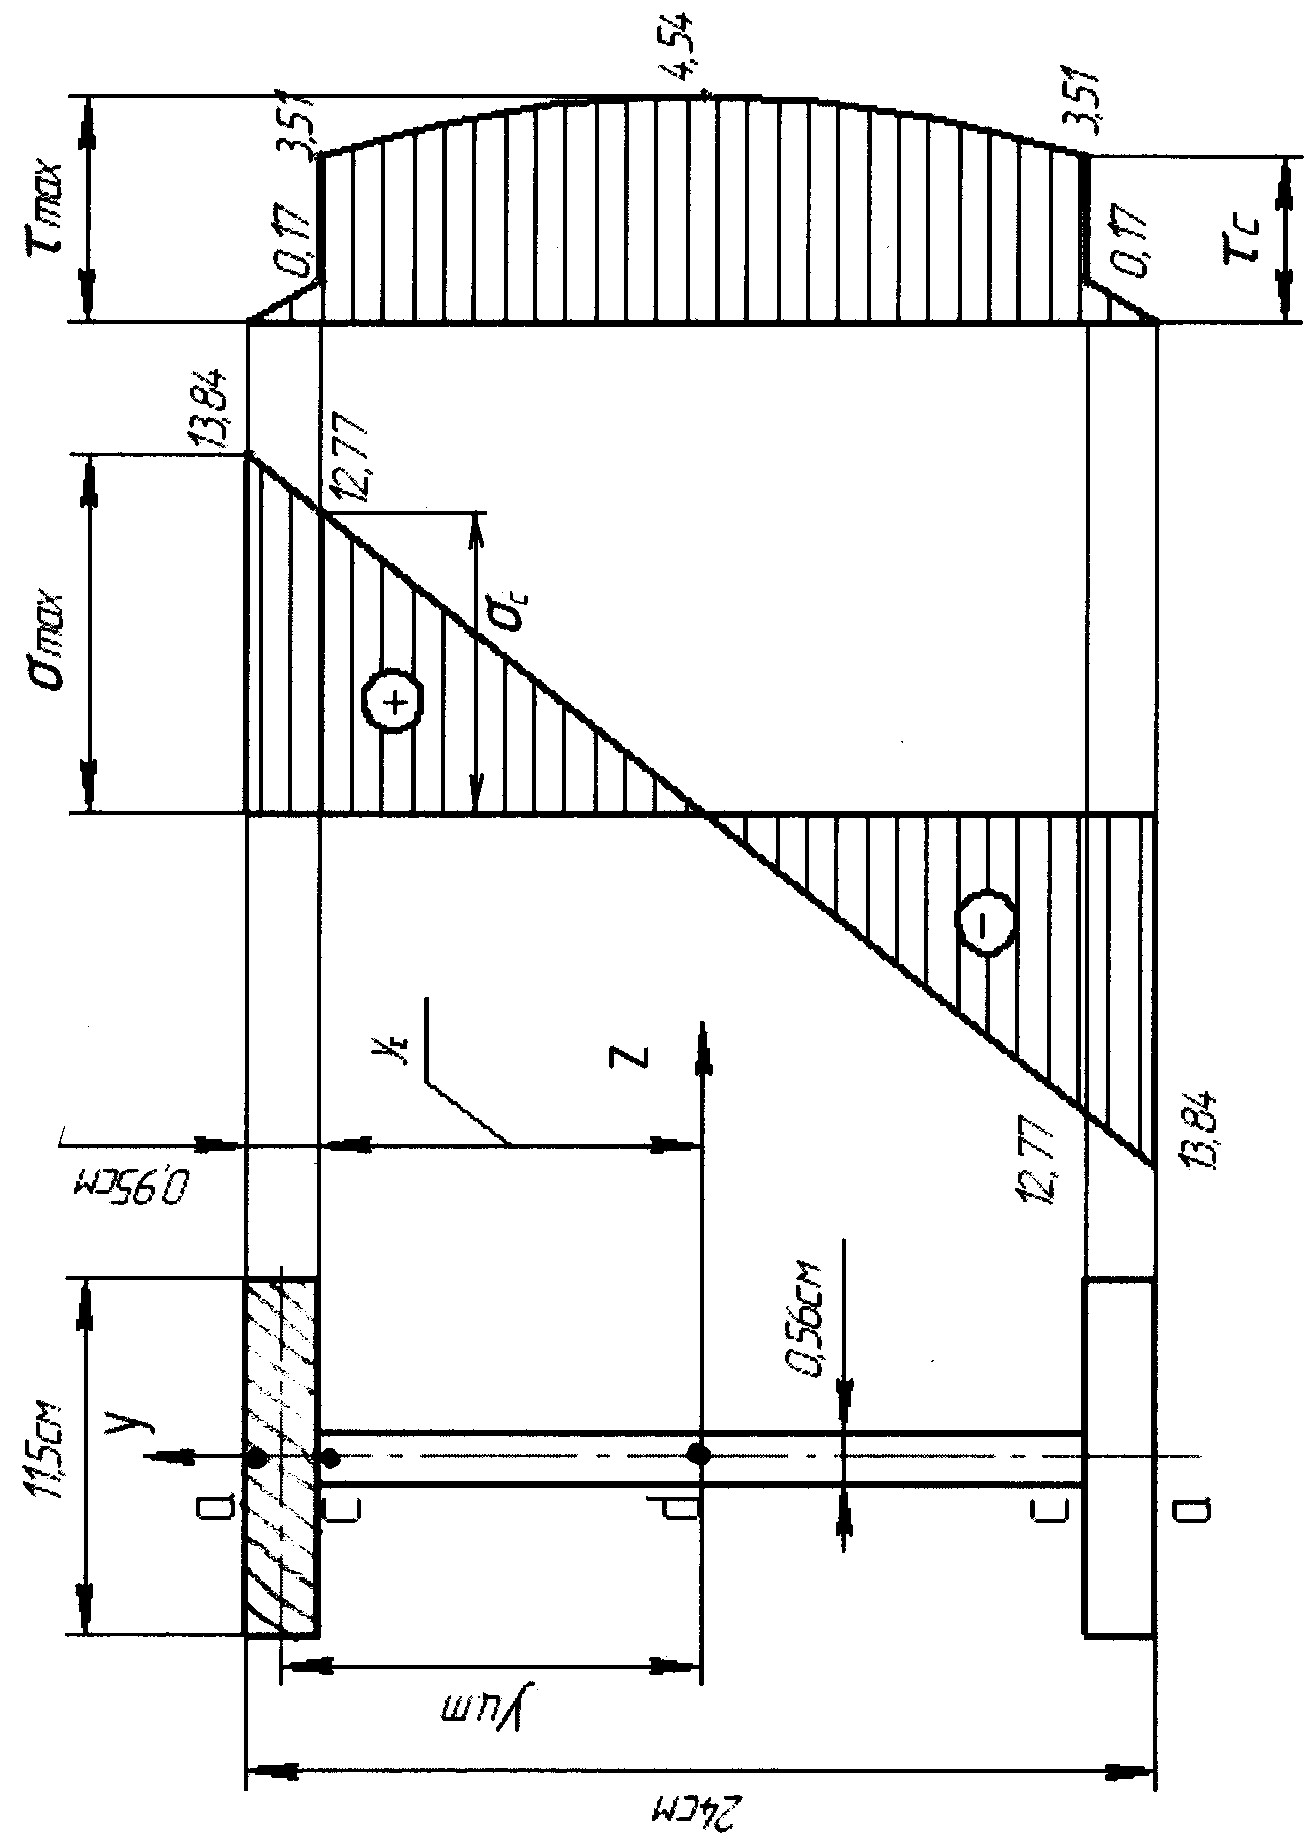 τmax
4,54
3,51
3,51
0,17
0,17
τc
σmax
13,84
12,77
σc
+
−
12,77
13,84
yc
z
0,95см
11,5см
y
0,56см
a
c
d
c
a
yшт
24см